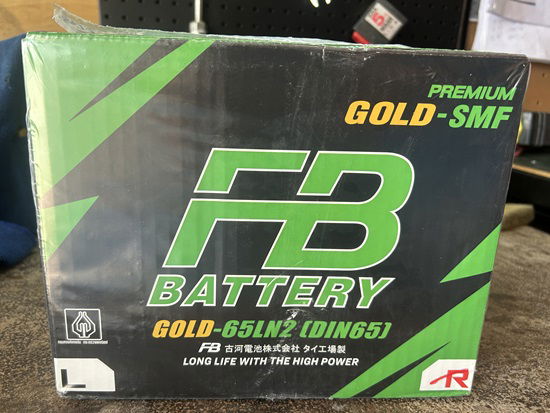 PREMIUM
GOLD-SMF
FB
BATTERY
GOLD-65LN2 (DIN65)
FB 古河電池株式会社 タイ工場製
LONG LIFE WITH THE HIGH POWER
L
R